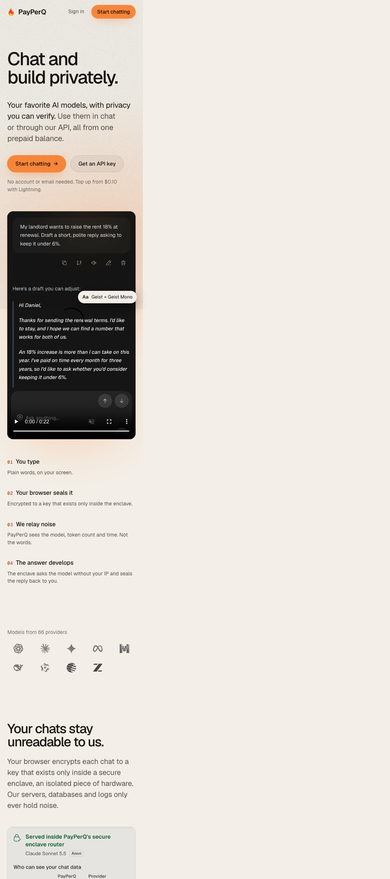 PayPerQ
Sign in
Start chatting
Chat and
build privately.
Your favorite AI models, with privacy
you can verify. Use them in chat
or through our API, all from one
prepaid balance.
Start chatting →
Get an API key
No account or email needed. Top up from $0.10
with Lightning.
My landlord wants to raise the rent 18% at
renewal. Draft a short, polite reply asking to
keep it under 6%.
Here's a draft you can adjust:
Aa Geist + Geist Mono
Hi Daniel,
Thanks for sending the renewal terms. I'd like
to stay, and I hope we can find a number that
works for both of us.
An 18% increase is more than I can take on this
year. I've paid on time every month for three
years, so I'd like to ask whether you'd consider
keeping it under 6%.
0:00 / 0:22
01 You type
Plain words, on your screen.
02 Your browser seals it
Encrypted to a key that exists only inside the enclave.
03 We relay noise
PayPerQ sees the model, token count and time. Not
the words.
04 The answer develops
The enclave asks the model without your IP and seals
the reply back to you.
Models from 66 providers
Your chats stay
unreadable to us.
Your browser encrypts each chat to a
key that exists only inside a secure
enclave, an isolated piece of hardware.
Our servers, databases and logs only
ever hold noise.
Served inside PayPerQ's secure
enclave router
Claude Sonnet 5.5 Anon
Who can see your chat data
PayPerQ Provider